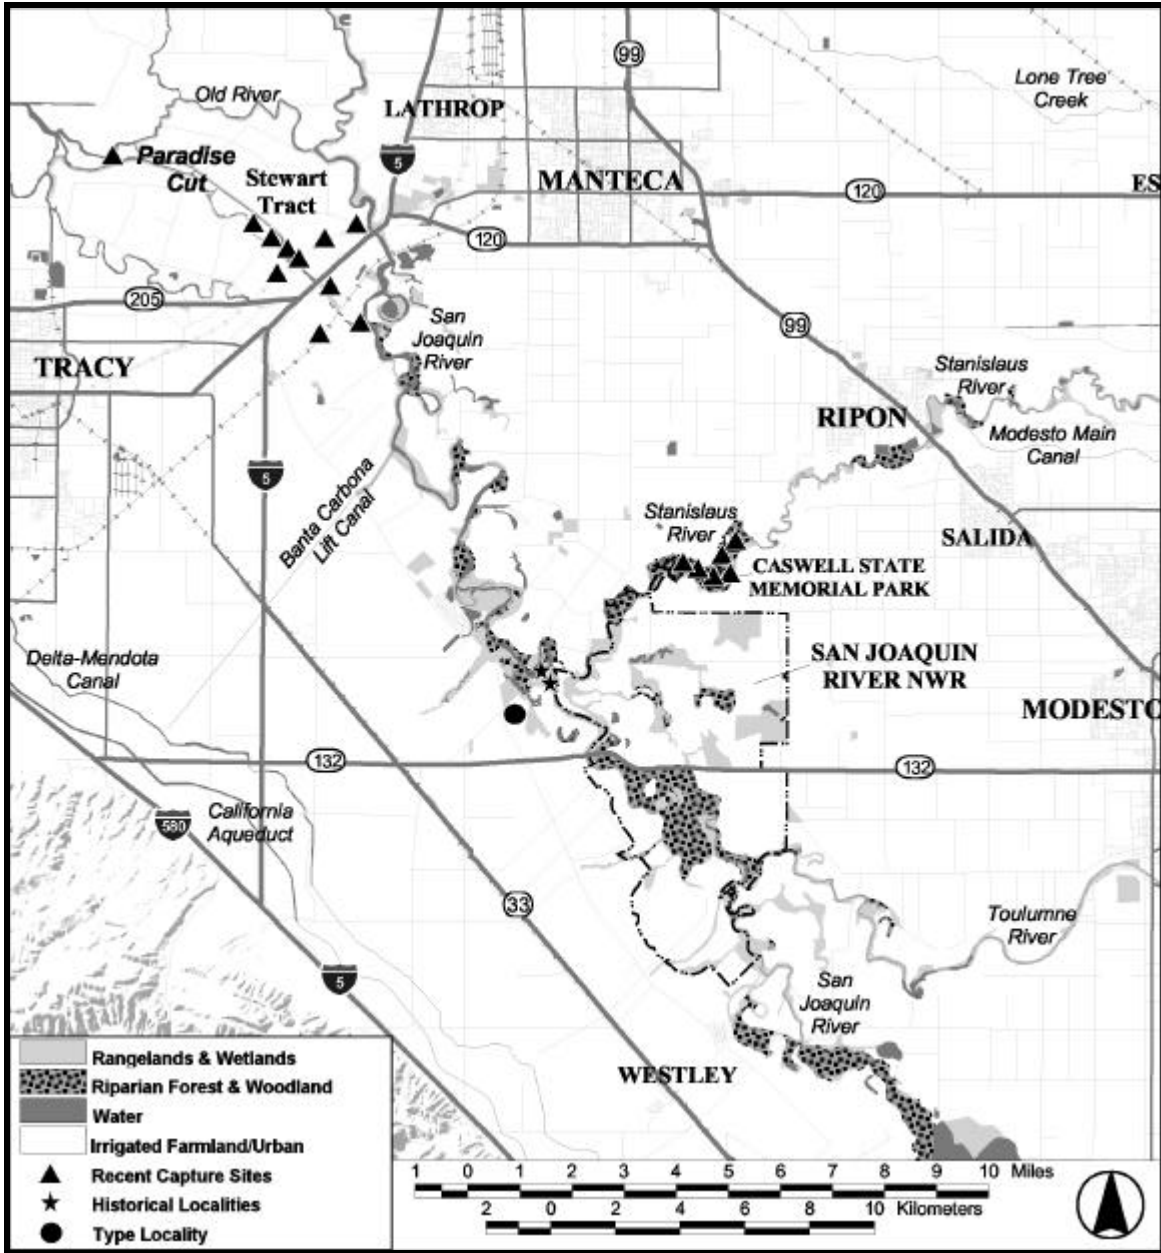 99
Lone Tree
Creek
Old River
LATHROP
5
Paradise
Cut
Stewart
Tract
MANTECA
120
ES
120
205
San
Joaquin
River
99
TRACY
Stanislaus
River
RIPON
Modesto Main
Canal
5
Banta Carbona
Lift Canal
Stanislaus
River
SALIDA
CASWELL STATE
MEMORIAL PARK
Delta-Mendota
Canal
SAN JOAQUIN
RIVER NWR
MODESTO
132
132
580
California
Aqueduct
33
Toulumne
River
5
San
Joaquin
River
WESTLEY
Rangelands & Wetlands
Riparian Forest & Woodland
Water
Irrigated Farmland/Urban
Recent Capture Sites
Historical Localities
Type Locality
1 0 1 2 3 4 5 6 7 8 9 10 Miles
2 0 2 4 6 8 10 Kilometers